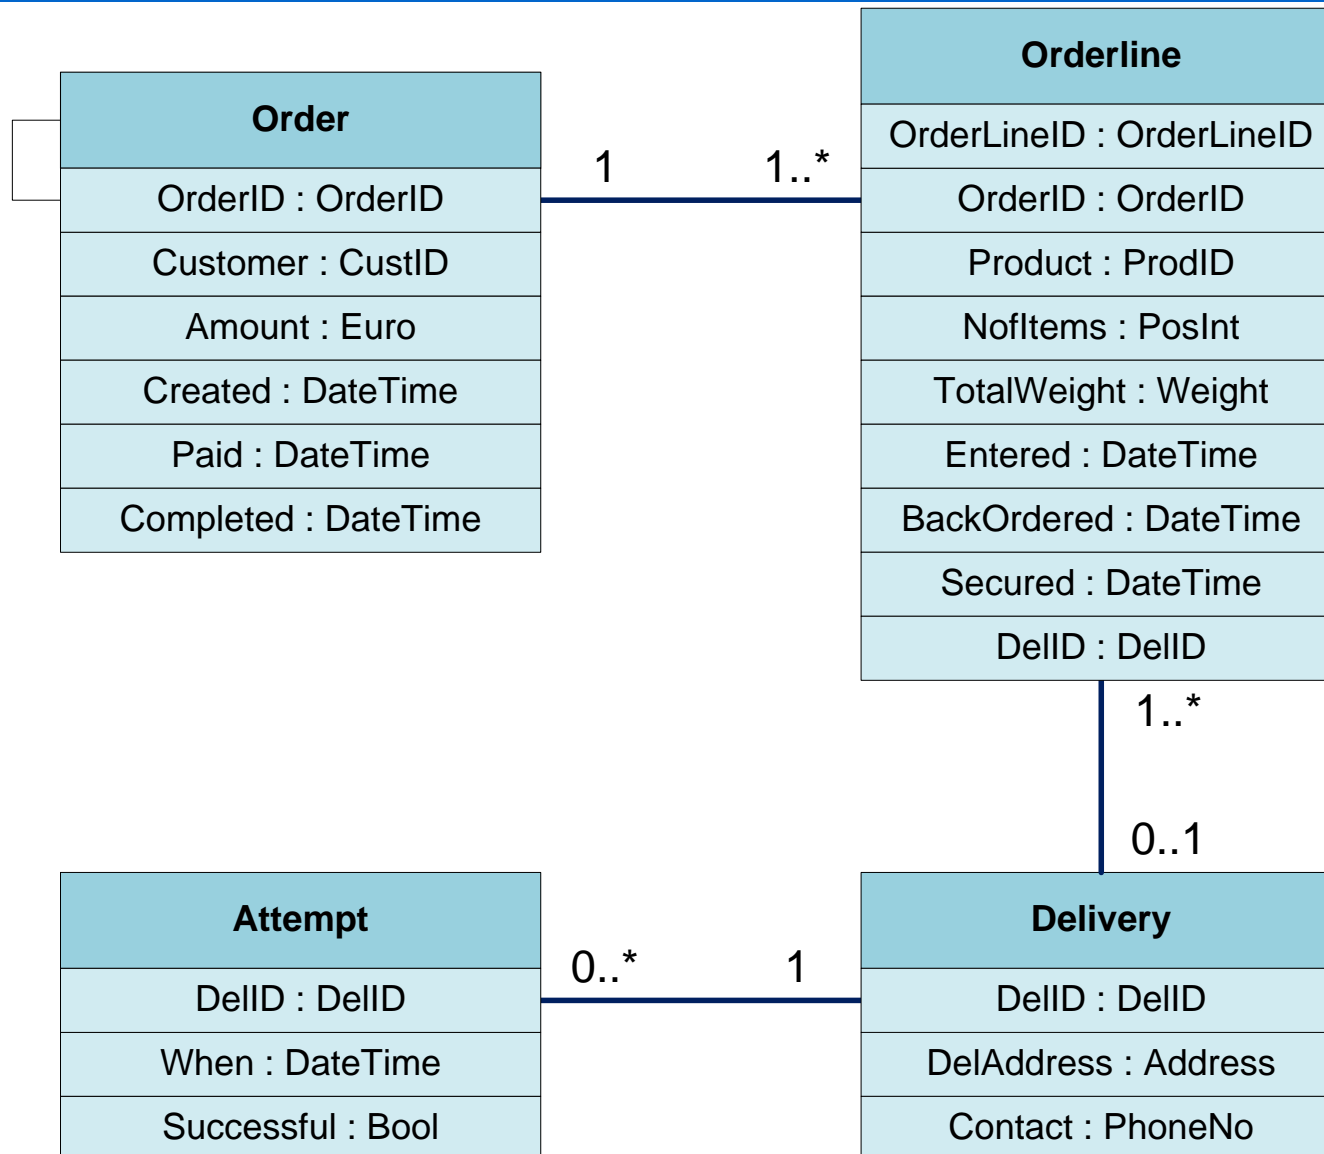 Order
OrderID : OrderID
Customer : CustID
Amount : Euro
Created : DateTime
Paid : DateTime
Completed : DateTime
1
1..*
Orderline
OrderLineID : OrderLineID
OrderID : OrderID
Product : ProdID
NofItems : PosInt
TotalWeight : Weight
Entered : DateTime
BackOrdered : DateTime
Secured : DateTime
DelID : DelID
1..*
0..1
Attempt
DelID : DelID
When : DateTime
Successful : Bool
0..*
1
Delivery
DelID : DelID
DelAddress : Address
Contact : PhoneNo